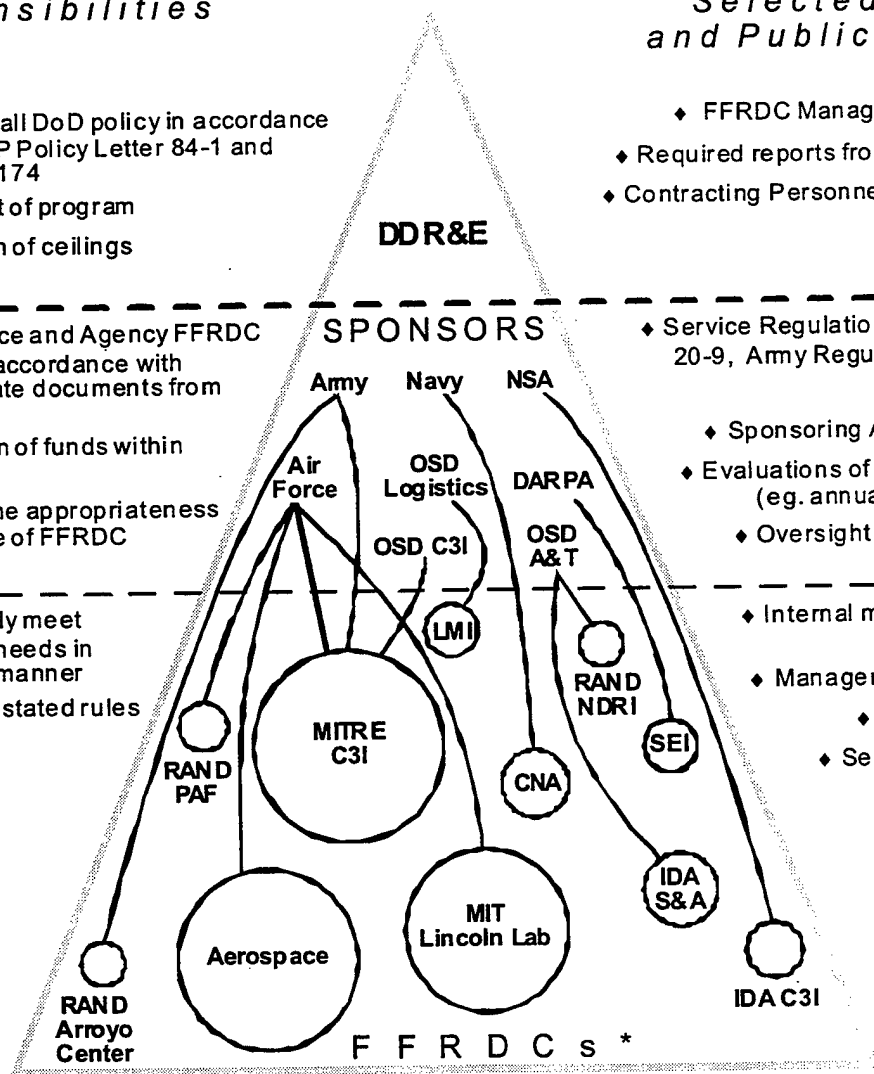 nsibilities
Selected
and Public
all DoD policy in accordance
P Policy Letter 84-1 and
174
t of program
n of ceilings
♦ FFRDC Manag
♦ Required reports fro
♦ Contracting Personne
DDR&E
SPONSORS
ce and Agency FFRDC
accordance with
ate documents from
n of funds within
ne appropriateness
e of FFRDC
♦ Service Regulatio
20-9, Army Regu
♦ Sponsoring A
♦ Evaluations of
(eg. annua
♦ Oversight
Army
Navy
NSA
Air
Force
OSD
Logistics
DARPA
OSD C3I
OSD
A&T
ly meet
needs in
manner
stated rules
♦ Internal m
♦ Manager
♦
♦ Se
LMI
RAND
NDRI
MITRE
C3I
RAND
PAF
SEI
CNA
IDA
S&A
MIT
Lincoln Lab
Aerospace
RAND
Arroyo
Center
IDA C3I
FFRDCs*